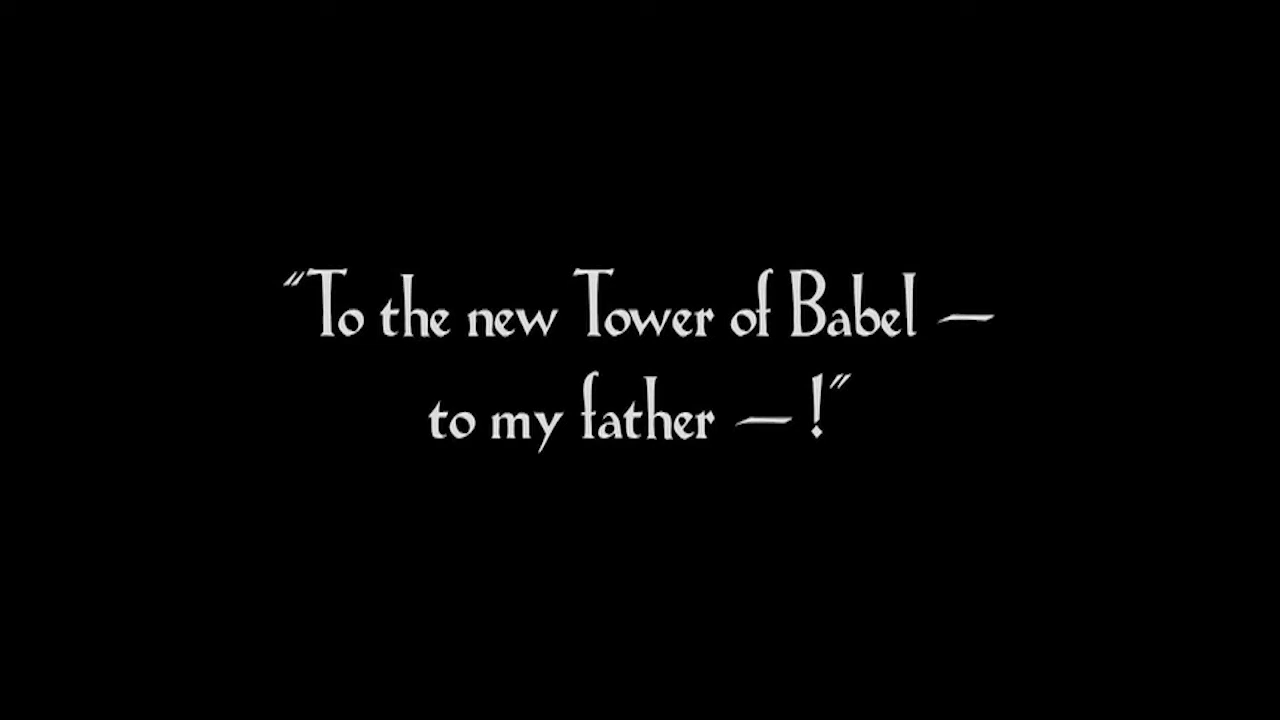 "To the new Tower of Babel —
to my father — !"